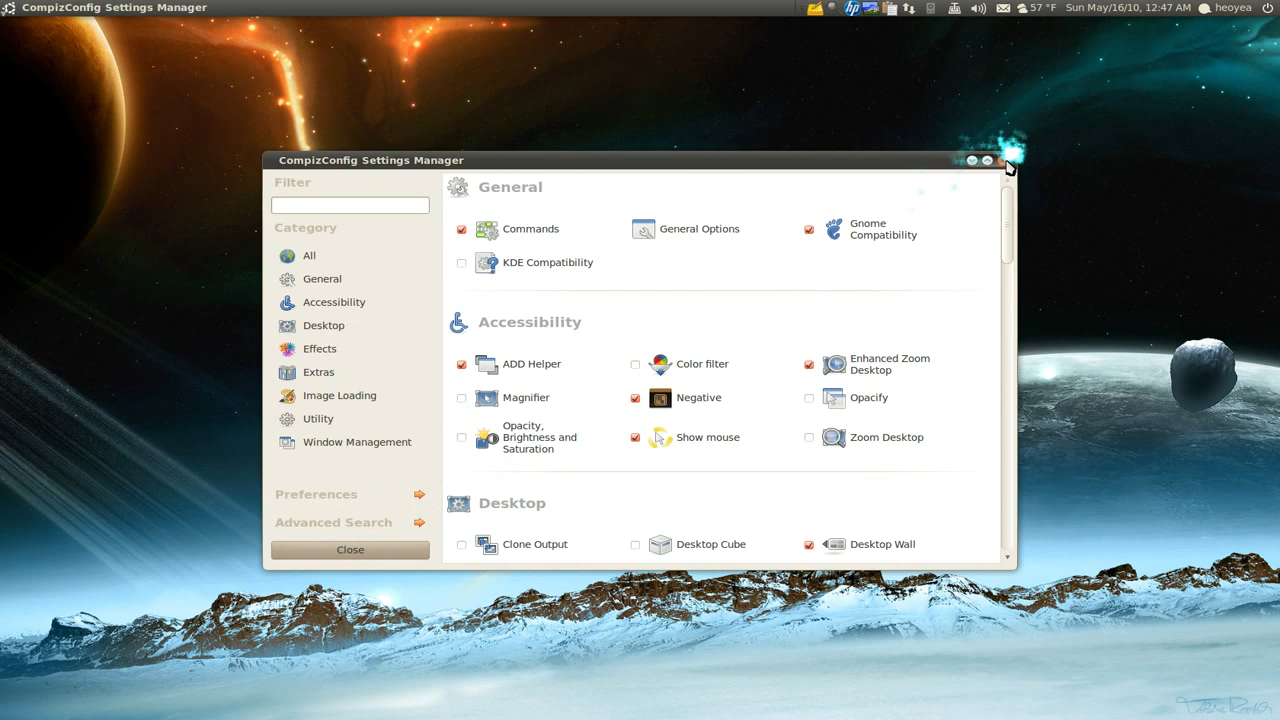 CompizConfig Settings Manager
hp
57 °F
Sun May/16/10, 12:47 AM
heoyea
CompizConfig Settings Manager
Filter
Category
All
General
Accessibility
Desktop
Effects
Extras
Image Loading
Utility
Window Management
Preferences
Advanced Search
Close
General
Commands
General Options
Gnome
Compatibility
KDE Compatibility
Accessibility
ADD Helper
Color filter
Enhanced Zoom
Desktop
Magnifier
Negative
Opacify
Opacity,
Brightness and
Saturation
Show mouse
Zoom Desktop
Desktop
Clone Output
Desktop Cube
Desktop Wall